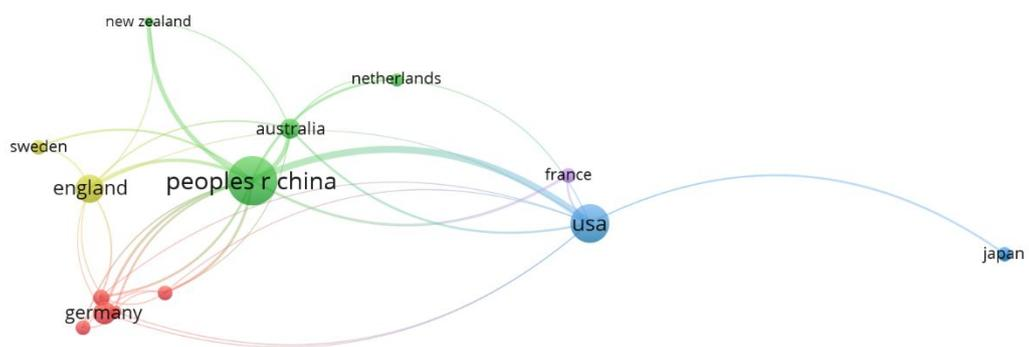 new zealand
netherlands
australia
sweden
england
peoples r china
france
usa
japan
germany